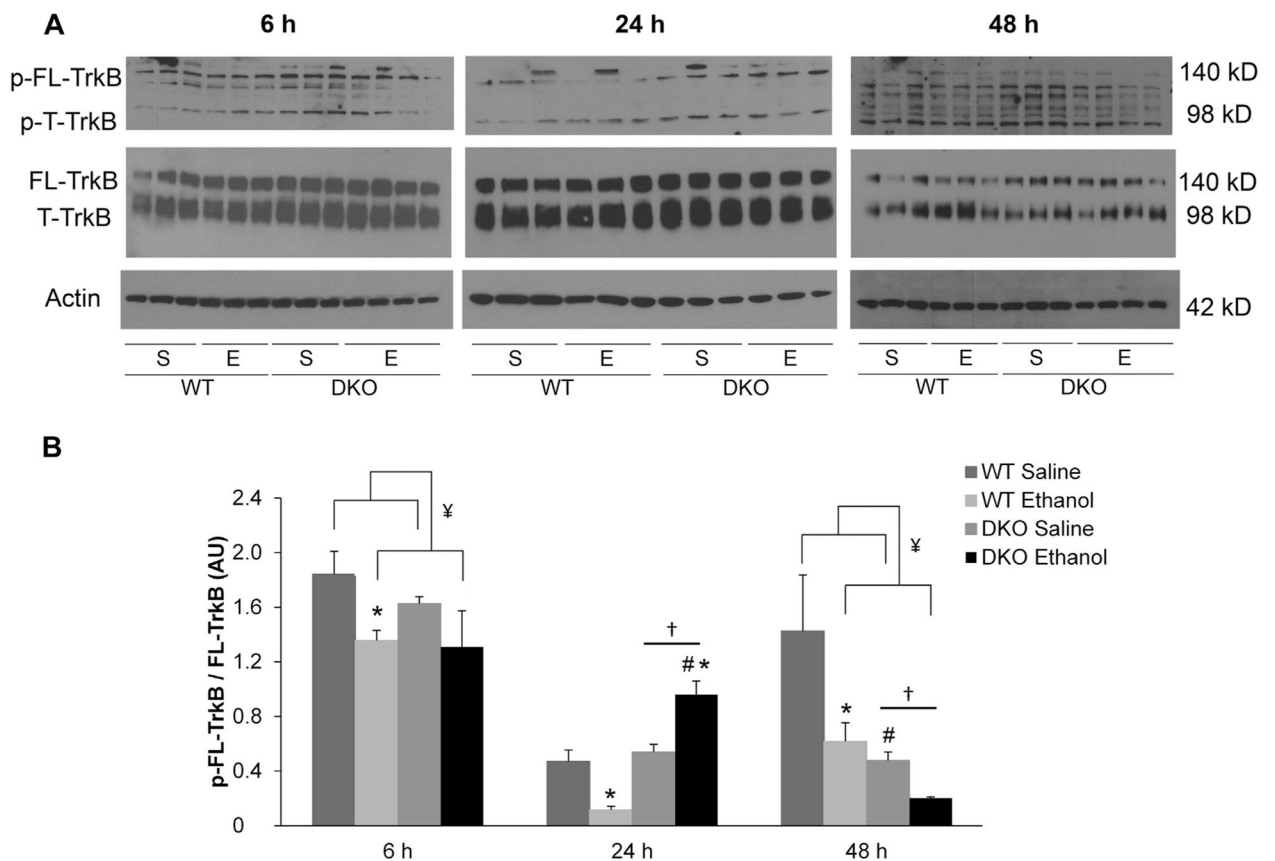 A
6 h 24 h 48 h
p-FL-TrkB 140 kD
p-T-TrkB 98 kD
FL-TrkB 140 kD
T-TrkB 98 kD
Actin 42 kD
S E S E S E S E S E S E
WT DKO WT DKO WT DKO
B
p-FL-TrkB / FL-TrkB (AU)
WT Saline
WT Ethanol
DKO Saline
DKO Ethanol
2.4
¥ ¥
2.0
1.6
* †
1.2
# *
†
0.8
* #
0.4
*
0
6 h 24 h 48 h